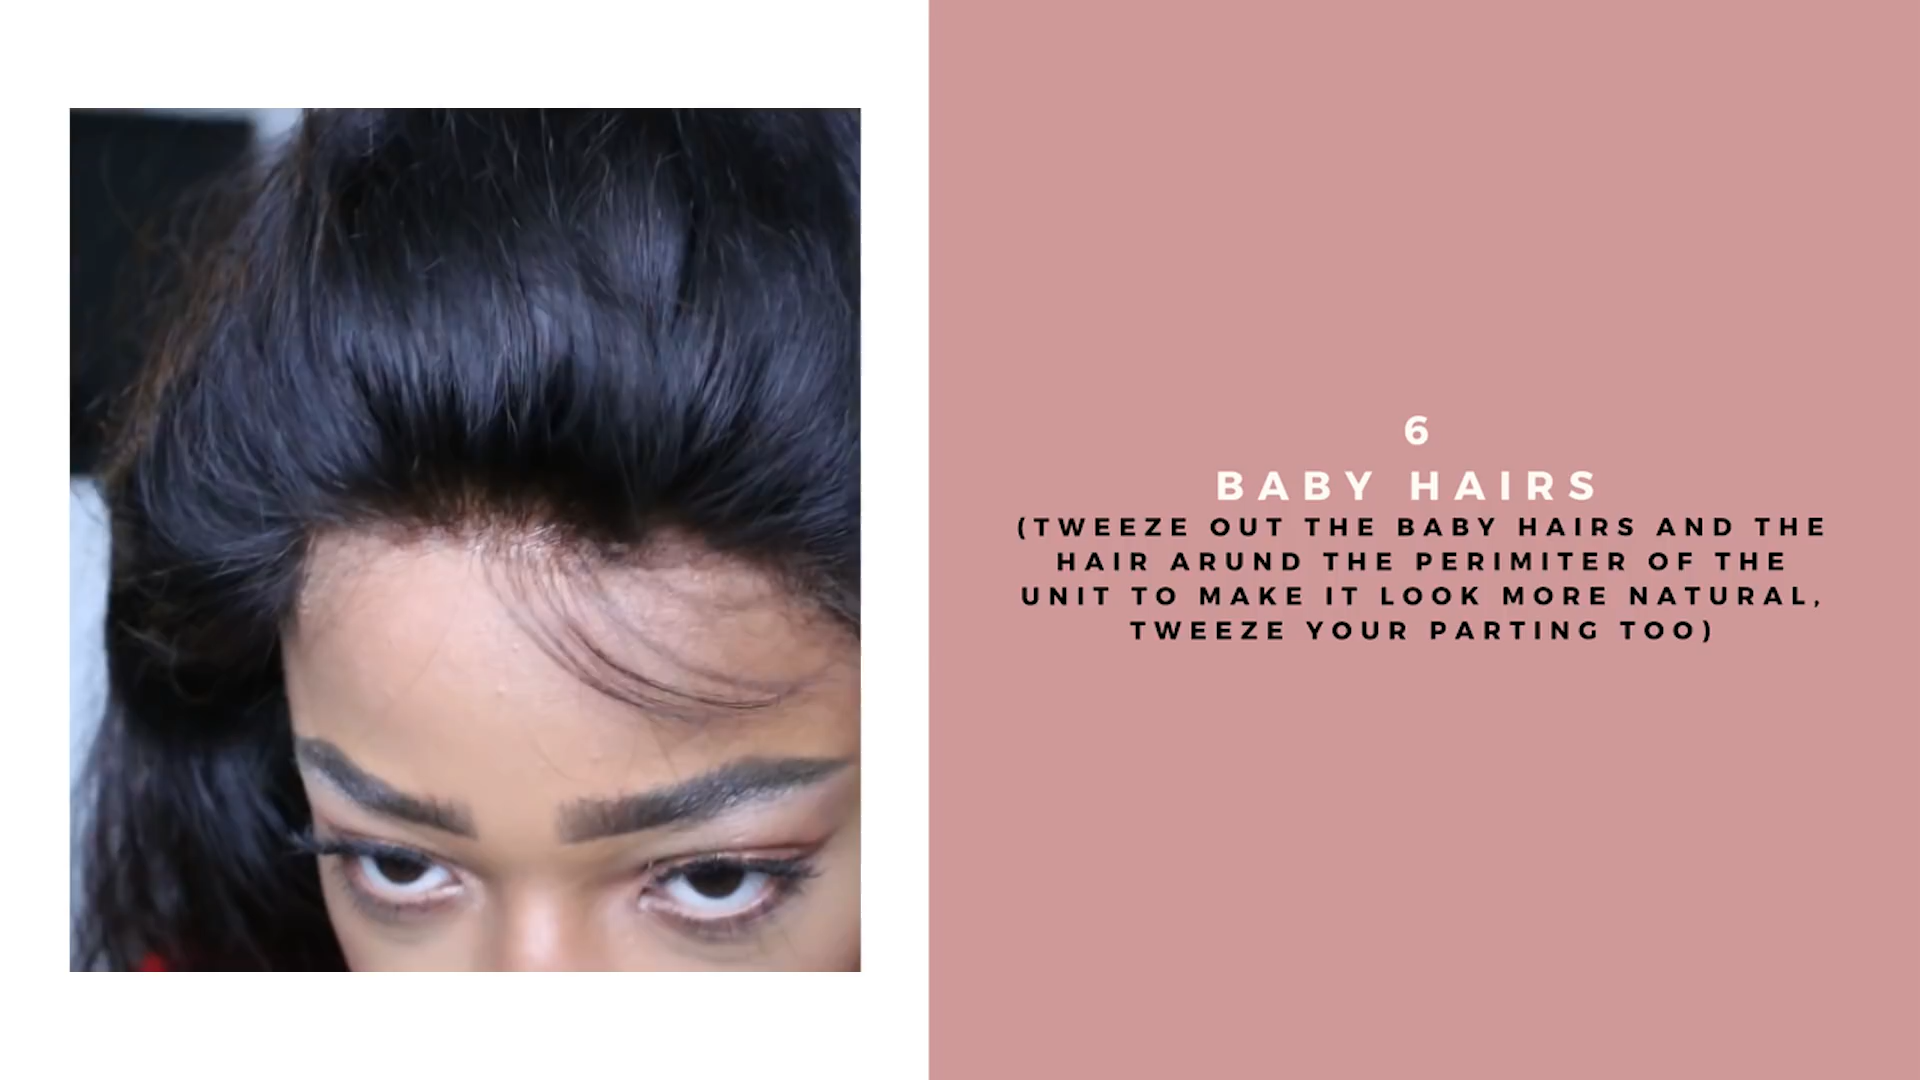 6
BABY HAIRS
(TWEEZE OUT THE BABY HAIRS AND THE
HAIR ARUND THE PERIMITER OF THE
UNIT TO MAKE IT LOOK MORE NATURAL,
TWEEZE YOUR PARTING TOO)